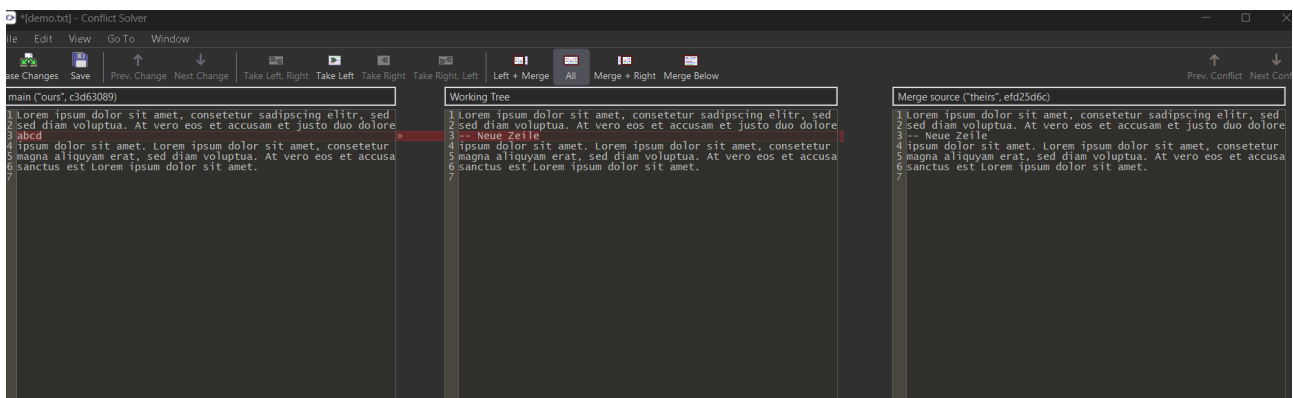 *[demo.txt] - Conflict Solver
ile Edit View Go To Window
ase Changes Save Prev. Change Next Change Take Left, Right Take Left Take Right Take Right, Left Left + Merge All Merge + Right Merge Below Prev. Conflict Next Conf
main ("ours", c3d63089)
1 Lorem ipsum dolor sit amet, consetetur sadipscing elitr, sed
2 sed diam voluptua. At vero eos et accusam et justo duo dolore
3 abcd
4 ipsum dolor sit amet. Lorem ipsum dolor sit amet, consetetur
5 magna aliquyam erat, sed diam voluptua. At vero eos et accusa
6 sanctus est Lorem ipsum dolor sit amet.
7
Working Tree
1 Lorem ipsum dolor sit amet, consetetur sadipscing elitr, sed
2 sed diam voluptua. At vero eos et accusam et justo duo dolore
3 -- Neue Zeile
4 ipsum dolor sit amet. Lorem ipsum dolor sit amet, consetetur
5 magna aliquyam erat, sed diam voluptua. At vero eos et accusa
6 sanctus est Lorem ipsum dolor sit amet.
7
Merge source ("theirs", efd25d6c)
1 Lorem ipsum dolor sit amet, consetetur sadipscing elitr, sed
2 sed diam voluptua. At vero eos et accusam et justo duo dolore
3 -- Neue Zeile
4 ipsum dolor sit amet. Lorem ipsum dolor sit amet, consetetur
5 magna aliquyam erat, sed diam voluptua. At vero eos et accusa
6 sanctus est Lorem ipsum dolor sit amet.
7